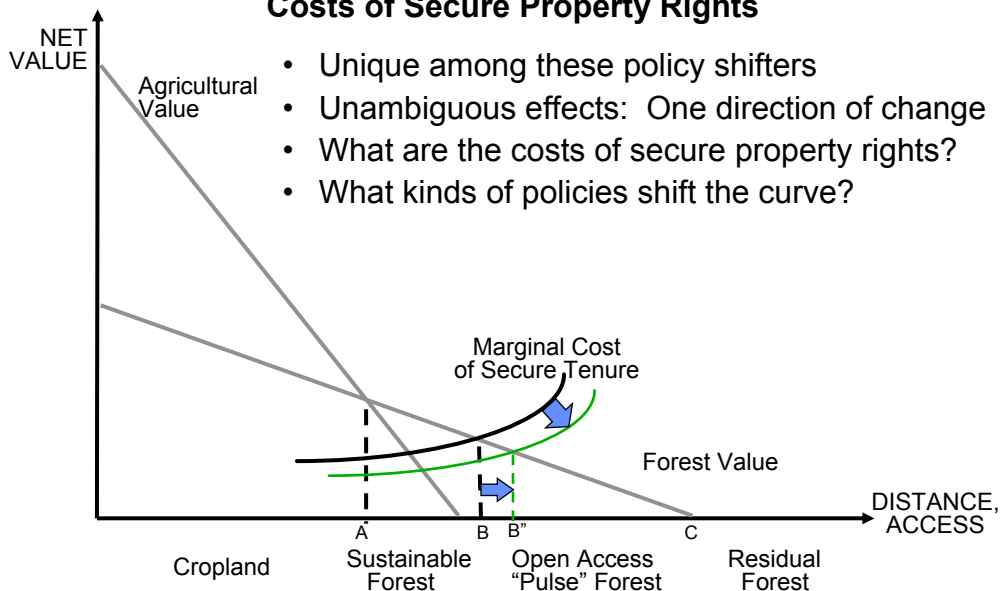 Costs of Secure Property Rights
NET
VALUE
• Unique among these policy shifters
• Unambiguous effects: One direction of change
• What are the costs of secure property rights?
• What kinds of policies shift the curve?
Agricultural
Value
Marginal Cost
of Secure Tenure
Forest Value
DISTANCE,
ACCESS
A B B” C
Cropland
Sustainable
Forest
Open Access
“Pulse” Forest
Residual
Forest